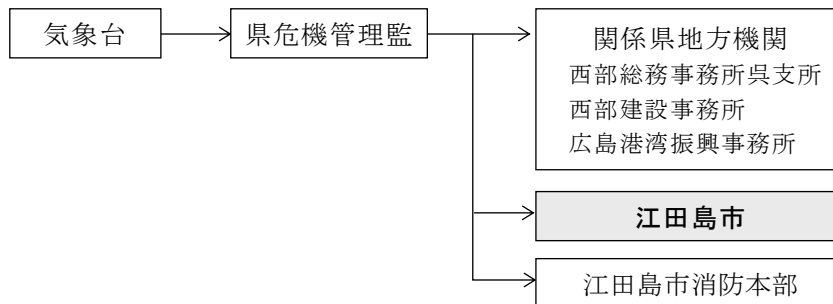 気象台
県危機管理監
関係県地方機関
西部総務事務所呉支所
西部建設事務所
広島港湾振興事務所
江田島市
江田島市消防本部